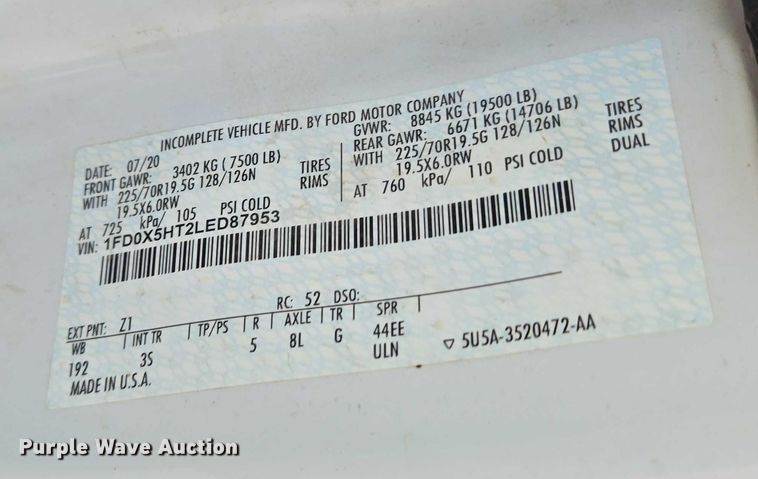 INCOMPLETE VEHICLE MFD. BY FORD MOTOR COMPANY
DATE: 07/20
FRONT GAWR: 3402 KG ( 7500 LB)
WITH 225/70R19.5G 128/126N TIRES
19.5X6.0RW RIMS
AT 725 kPa/ 105 PSI COLD
GVWR: 8845 KG (19500 LB)
REAR GAWR: 6671 KG (14706 LB)
WITH 225/70R19.5G 128/126N TIRES
19.5X6.0RW RIMS
AT 760 kPa/ 110 PSI COLD DUAL
VIN: 1FD0X5HT2LED87953
EXT PNT: Z1 RC: 52 DSO:
WB INT TR TP/PS R AXLE TR SPR
192 3S 5 8L G 44EE
ULN
MADE IN U.S.A.
5U5A-3520472-AA
Purple Wave Auction